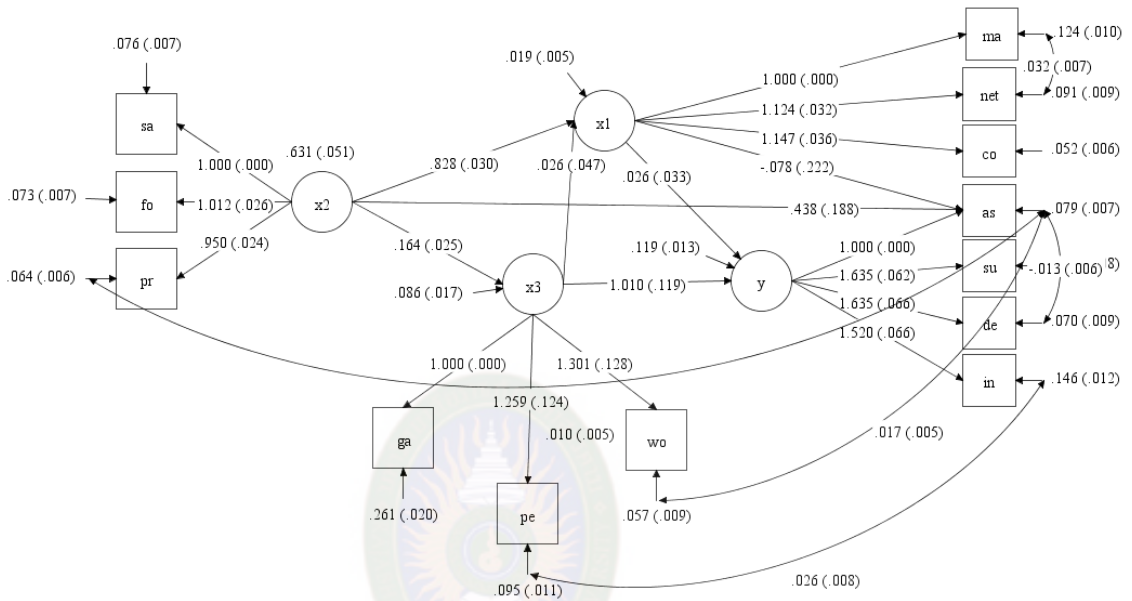 ma
.124 (.010)
.076 (.007)
.019 (.005)
.032 (.007)
1.000 (.000)
net
.091 (.009)
sa
x1
1.124 (.032)
1.147 (.036)
co
.052 (.006)
1.000 (.000)
.631 (.051)
.828 (.030)
.026 (.047)
-.078 (.222)
.073 (.007)
fo
1.012 (.026)
x2
.026 (.033)
.438 (.188)
as
.079 (.007)
.950 (.024)
.164 (.025)
.119 (.013)
1.000 (.000)
su
-.013 (.006)
8)
.064 (.006)
pr
.086 (.017)
x3
1.010 (.119)
y
1.635 (.062)
1.635 (.066)
de
.070 (.009)
1.520 (.066)
1.000 (.000)
1.301 (.128)
in
.146 (.012)
1.259 (.124)
.010 (.005)
.017 (.005)
ga
wo
.261 (.020)
pe
.057 (.009)
.095 (.011)
.026 (.008)